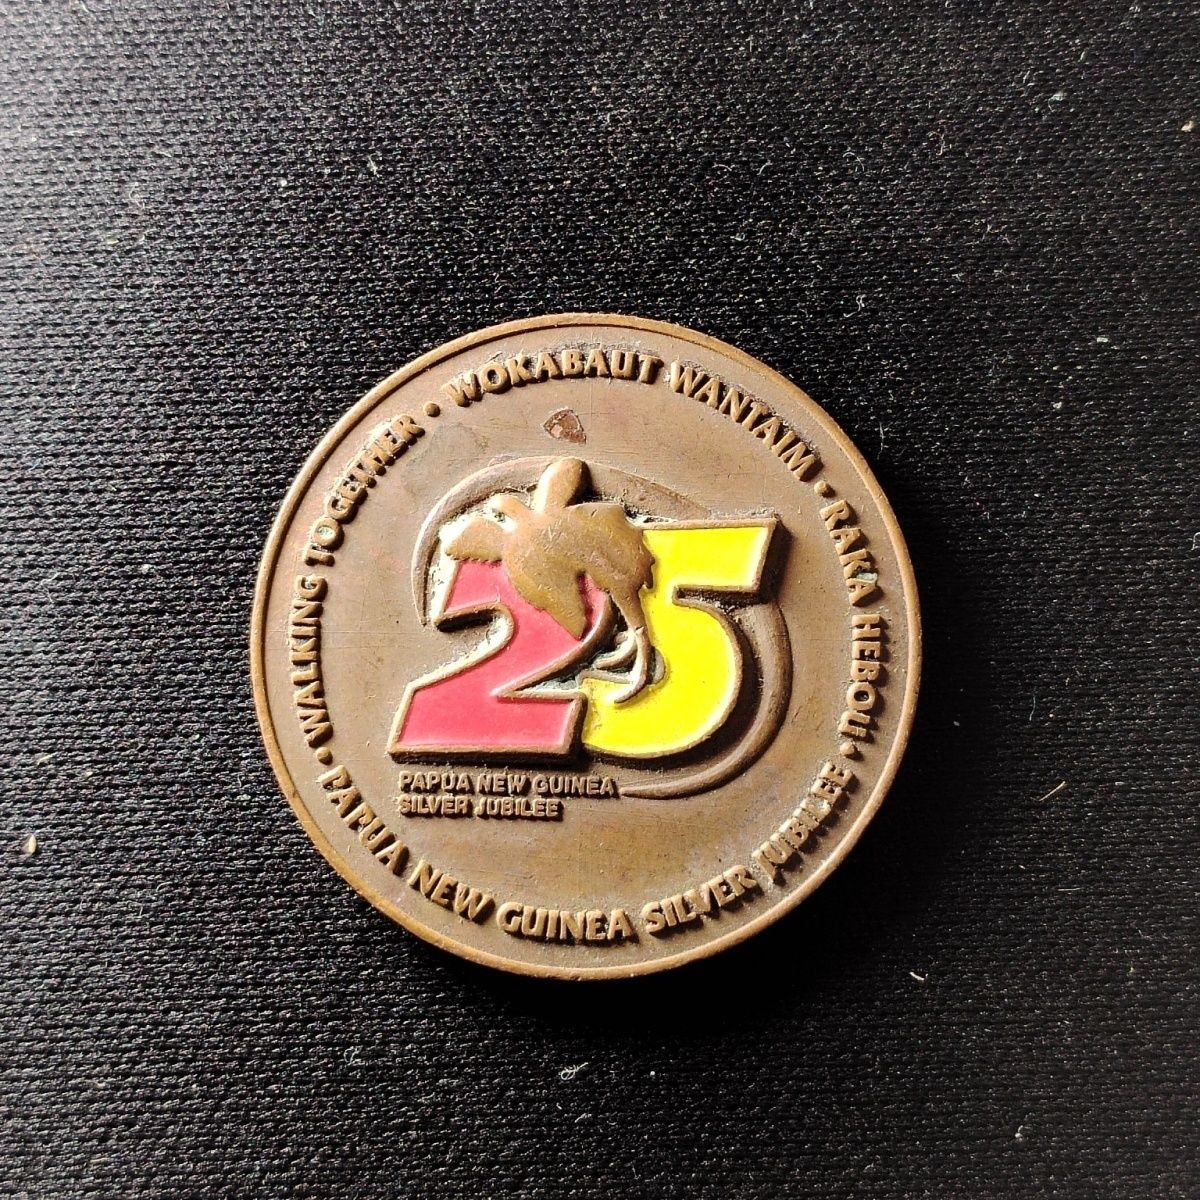 WALKING TOGETHER • WOKABAUT WANTAIM • RAKA HEBOU •
PAPUA NEW GUINEA SILVER JUBILEE •
25
PAPUA NEW GUINEA
SILVER JUBILEE